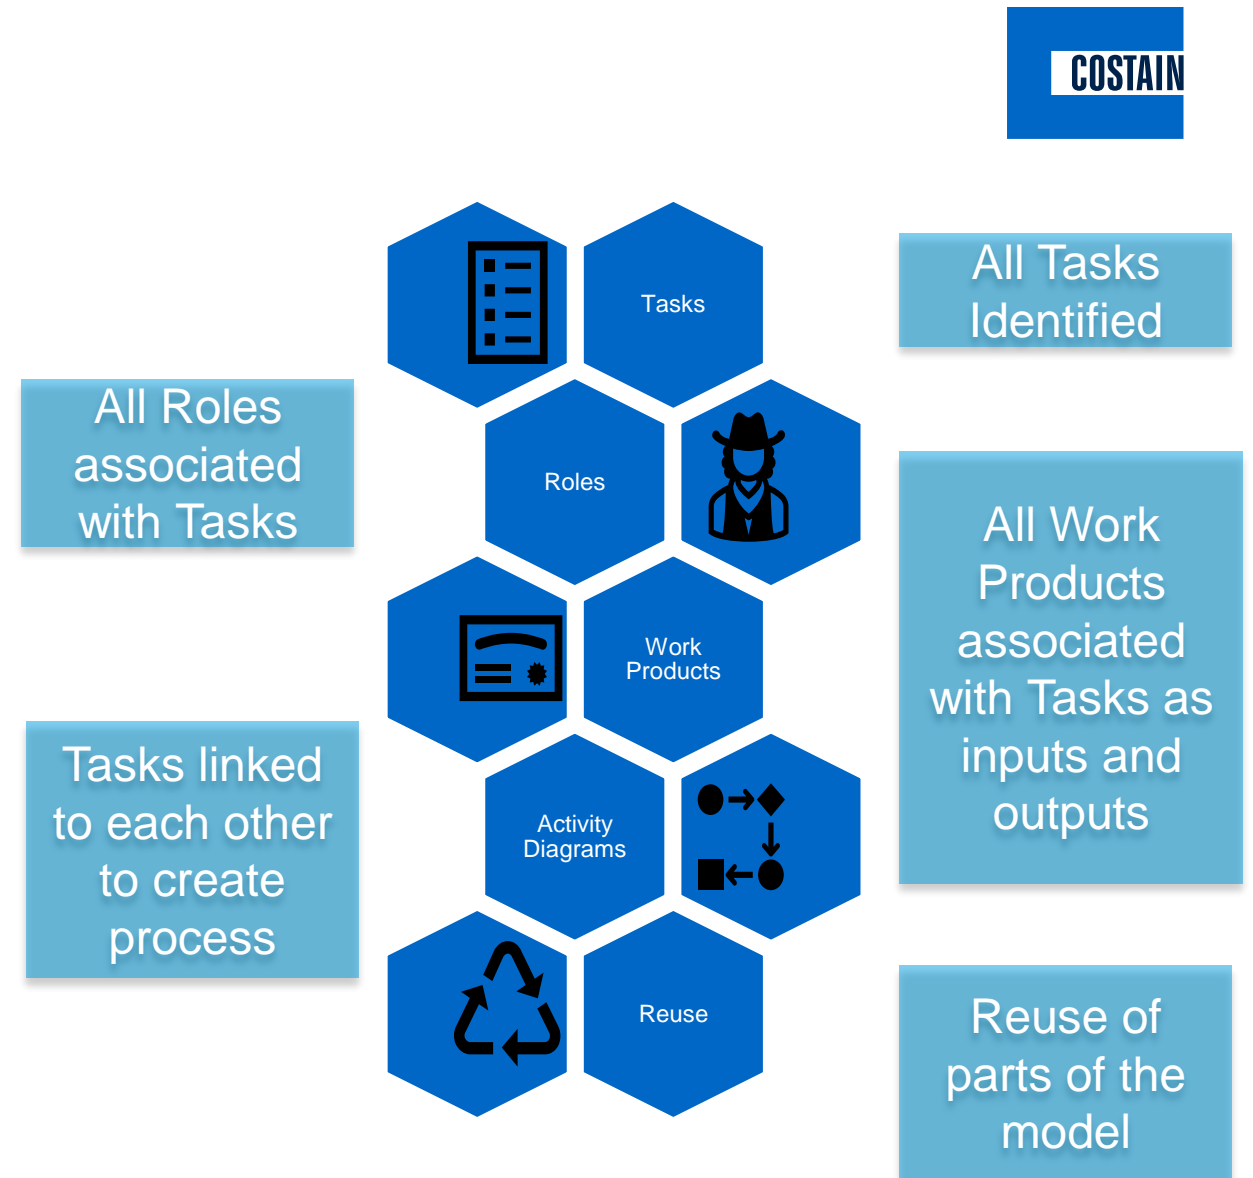 COSTAIN
Tasks
All Tasks
Identified
All Roles
associated
with Tasks
Roles
All Work
Products
associated
with Tasks as
inputs and
outputs
Work
Products
Tasks linked
to each other
to create
process
Activity
Diagrams
Reuse
Reuse of
parts of the
model